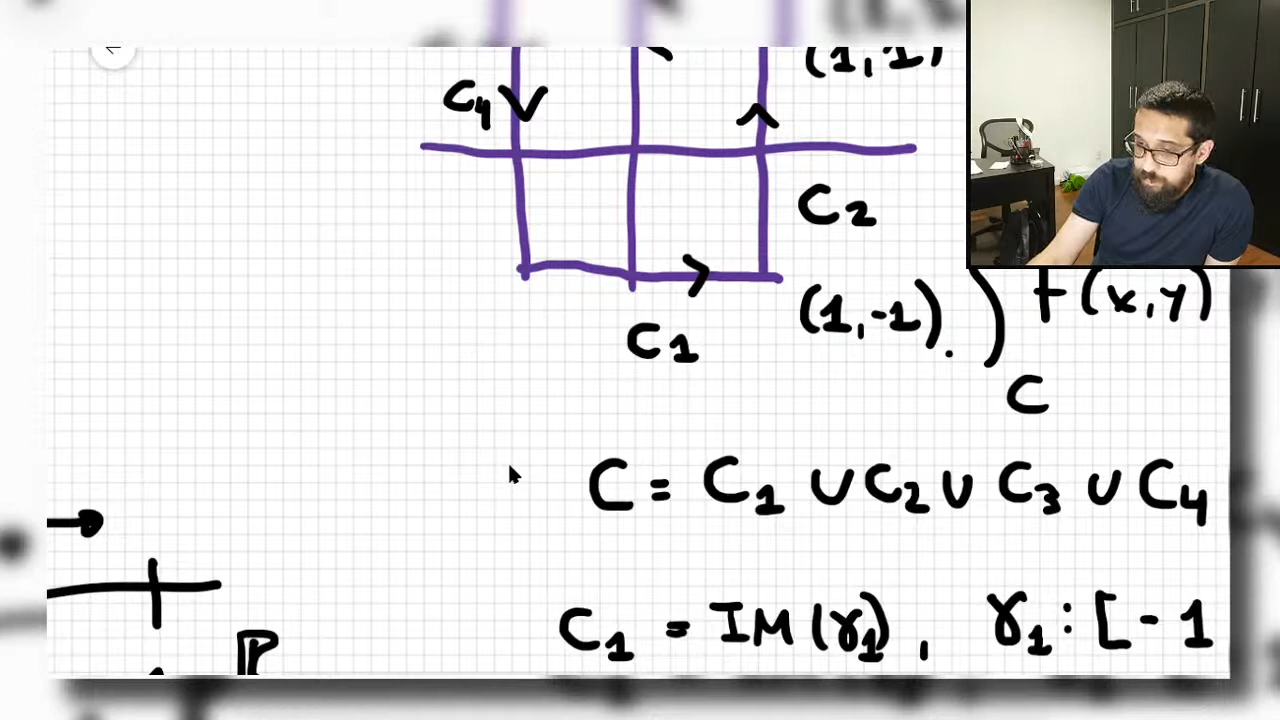 (1,1)
C4
C2
(1,-1).
f(x,y)
C1
C
C = C1 ∪ C2 ∪ C3 ∪ C4
C1 = IM(γ1), γ1: [-1